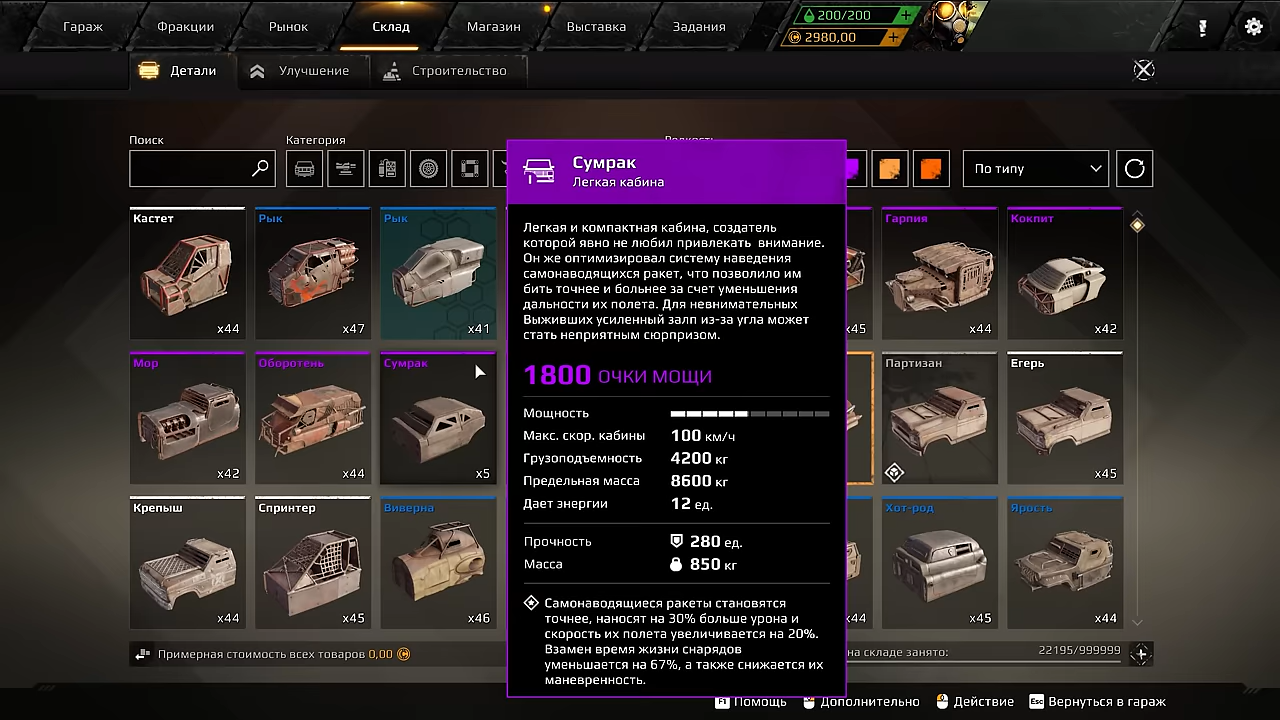 Гараж
Фракции
Рынок
Склад
Магазин
Выставка
Задания
200/200
2980,00
Детали
Улучшение
Строительство
Поиск
Категория
По типу
Кастет
x44
Рык
x47
Рык
x41
x45
Гарпия
x44
Кокпит
x42
Мор
x42
Оборотень
x44
Сумрак
x5
Партизан
Егерь
x45
Крепыш
x44
Спринтер
x45
Виверна
x46
x44
Хот-род
x45
Ярость
x44
Сумрак
Легкая кабина
Легкая и компактная кабина, создатель
которой явно не любил привлекать внимание.
Он же оптимизировал систему наведения
самонаводящихся ракет, что позволило им
бить точнее и больнее за счет уменьшения
дальности их полета. Для невнимательных
Выживших усиленный залп из-за угла может
стать неприятным сюрпризом.
1800 ОЧКИ МОЩИ
Мощность
Макс. скор. кабины 100 км/ч
Грузоподъемность 4200 кг
Предельная масса 8600 кг
Дает энергии 12 ед.
Прочность 280 ед.
Масса 850 кг
Самонаводящиеся ракеты становятся
точнее, наносят на 30% больше урона и
скорость их полета увеличивается на 20%.
Взамен время жизни снарядов
уменьшается на 67%, а также снижается их
маневренность.
Примерная стоимость всех товаров 0,00
на складе занято: 22195/999999
F1 Помощь
Дополнительно
Действие
Esc Вернуться в гараж